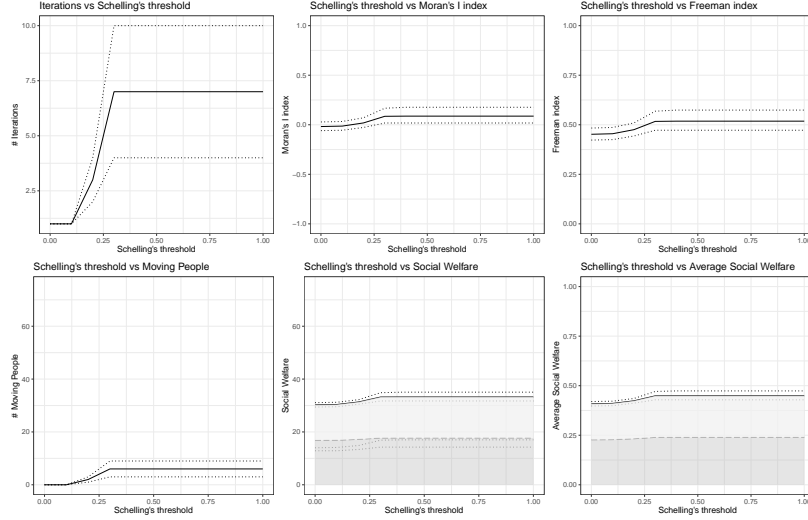 Iterations vs Schelling's threshold
10.0
7.5
5.0
2.5
# Iterations
0.00 0.25 0.50 0.75 1.00
Schelling's threshold
Schelling's threshold vs Moran's I index
1.0
0.5
0.0
−0.5
−1.0
Moran's I index
0.00 0.25 0.50 0.75 1.00
Schelling's threshold
Schelling's threshold vs Freeman index
1.00
0.75
0.50
0.25
0.00
Freeman index
0.00 0.25 0.50 0.75 1.00
Schelling's threshold
Schelling's threshold vs Moving People
60
40
20
0
# Moving People
0.00 0.25 0.50 0.75 1.00
Schelling's threshold
Schelling's threshold vs Social Welfare
60
40
20
0
Social Welfare
0.00 0.25 0.50 0.75 1.00
Schelling's threshold
Schelling's threshold vs Average Social Welfare
1.00
0.75
0.50
0.25
0.00
Average Social Welfare
0.00 0.25 0.50 0.75 1.00
Schelling's threshold